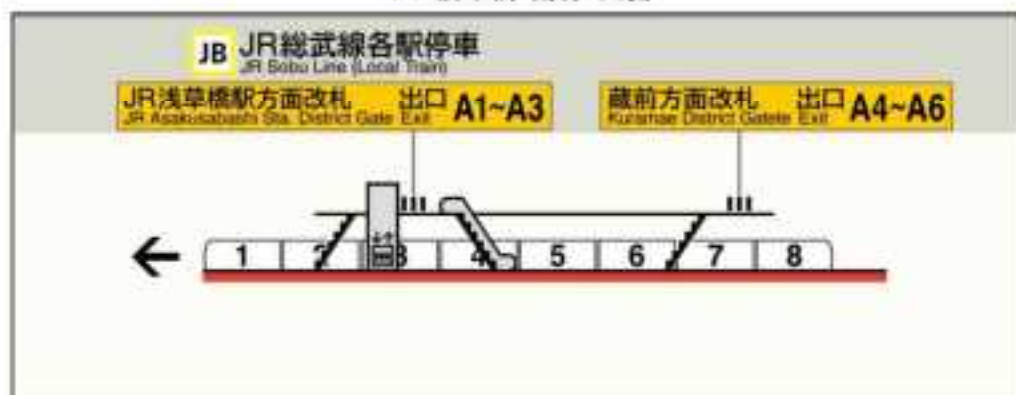 JB JR総武線各駅停車
JR Sobu Line (Local Train)
JR浅草橋駅方面改札 出口 A1~A3
JR Asakusabashi Sta. District Gate Exit
蔵前方面改札 出口 A4~A6
Kuramae District Gatete Exit
1 2 3 4 5 6 7 8